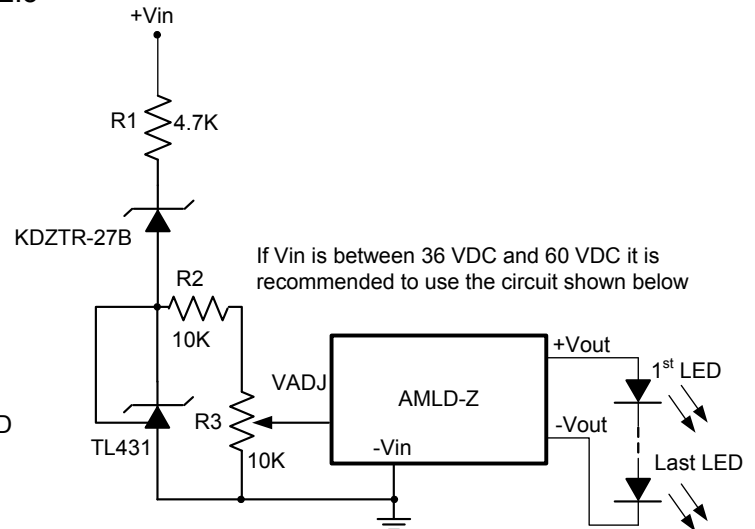 +Vin
R1
4.7K
KDZTR-27B
If Vin is between 36 VDC and 60 VDC it is
recommended to use the circuit shown below
R2
10K
VADJ
AMLD-Z
+Vout
1st LED
R3
-Vout
D
TL431
10K
-Vin
Last LED